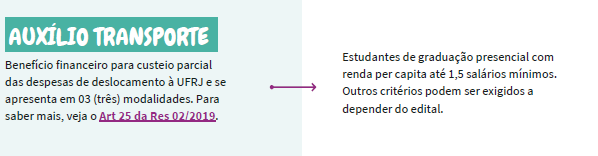 AUXÍLIO TRANSPORTE
Benefício financeiro para custeio parcial
das despesas de deslocamento à UFRJ e se
apresenta em 03 (três) modalidades. Para
saber mais, veja o Art 25 da Res 02/2019.
Estudantes de graduação presencial com
renda per capita até 1,5 salários mínimos.
Outros critérios podem ser exigidos a
depender do edital.